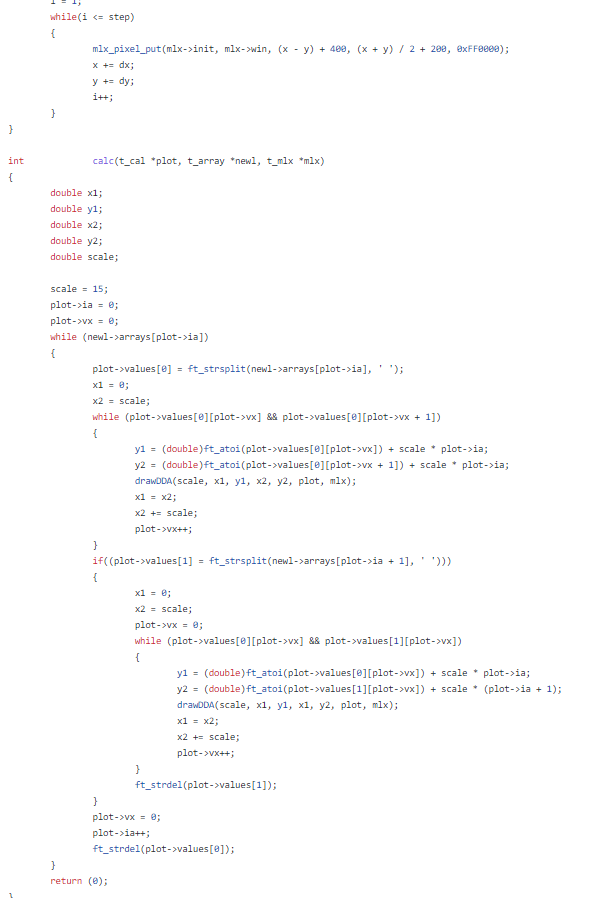 i = 1;
while(i <= step)
{
mlx_pixel_put(mlx->init, mlx->win, (x - y) + 400, (x + y) / 2 + 200, 0xFF0000);
x += dx;
y += dy;
i++;
}
}
int calc(t_cal *plot, t_array *newl, t_mlx *mlx)
{
double x1;
double y1;
double x2;
double y2;
double scale;
scale = 15;
plot->ia = 0;
plot->vx = 0;
while (newl->arrays[plot->ia])
{
plot->values[0] = ft_strsplit(newl->arrays[plot->ia], ' ');
x1 = 0;
x2 = scale;
while (plot->values[0][plot->vx] && plot->values[0][plot->vx + 1])
{
y1 = (double)ft_atoi(plot->values[0][plot->vx]) + scale * plot->ia;
y2 = (double)ft_atoi(plot->values[0][plot->vx + 1]) + scale * plot->ia;
drawDDA(scale, x1, y1, x2, y2, plot, mlx);
x1 = x2;
x2 += scale;
plot->vx++;
}
if((plot->values[1] = ft_strsplit(newl->arrays[plot->ia + 1], ' ')))
{
x1 = 0;
x2 = scale;
plot->vx = 0;
while (plot->values[0][plot->vx] && plot->values[1][plot->vx])
{
y1 = (double)ft_atoi(plot->values[0][plot->vx]) + scale * plot->ia;
y2 = (double)ft_atoi(plot->values[1][plot->vx]) + scale * (plot->ia + 1);
drawDDA(scale, x1, y1, x1, y2, plot, mlx);
x1 = x2;
x2 += scale;
plot->vx++;
}
ft_strdel(plot->values[1]);
}
plot->vx = 0;
plot->ia++;
ft_strdel(plot->values[0]);
}
return (0);
}